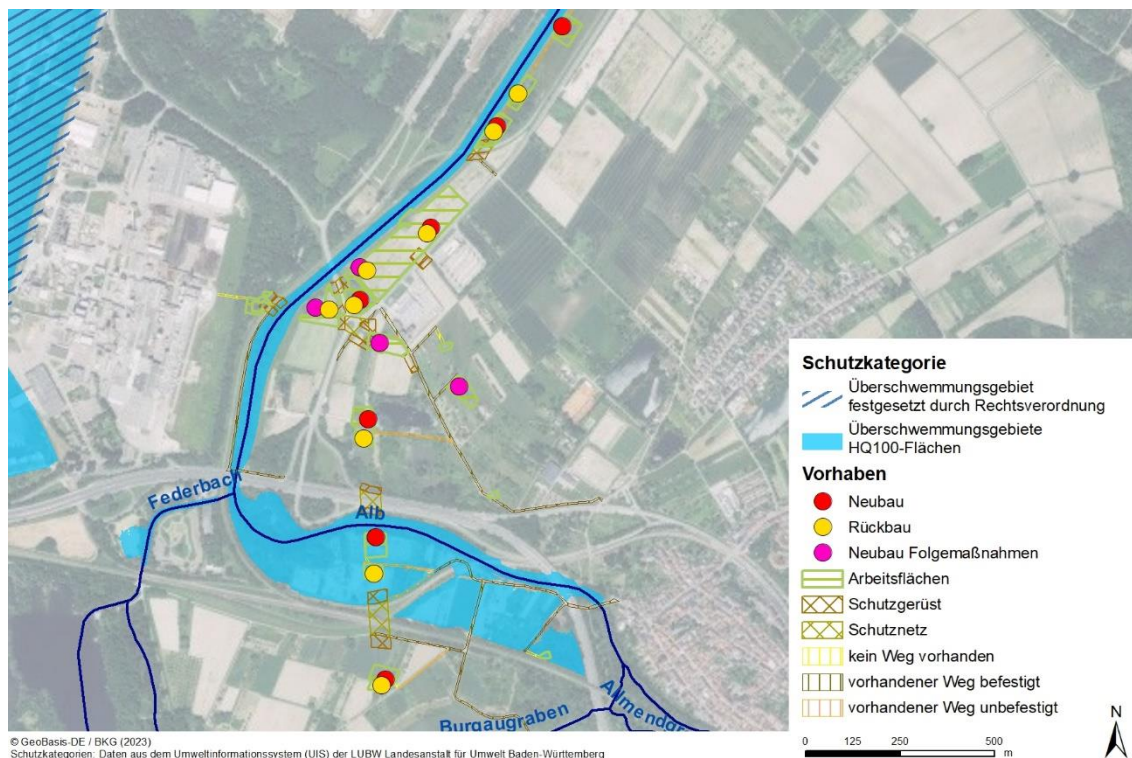 Federbach
Alb
Burgaugraben
Allmendgr
Schutzkategorie
Überschwemmungsgebiet
festgesetzt durch Rechtsverordnung
Überschwemmungsgebiete
HQ100-Flächen
Vorhaben
Neubau
Rückbau
Neubau Folgemaßnahmen
Arbeitsflächen
Schutzgerüst
Schutznetz
kein Weg vorhanden
vorhandener Weg befestigt
vorhandener Weg unbefestigt
N
0 125 250 500
m
© GeoBasis-DE / BKG (2023)
Schutzkategorien: Daten aus dem Umweltinformationssystem (UIS) der LUBW Landesanstalt für Umwelt Baden-Württemberg